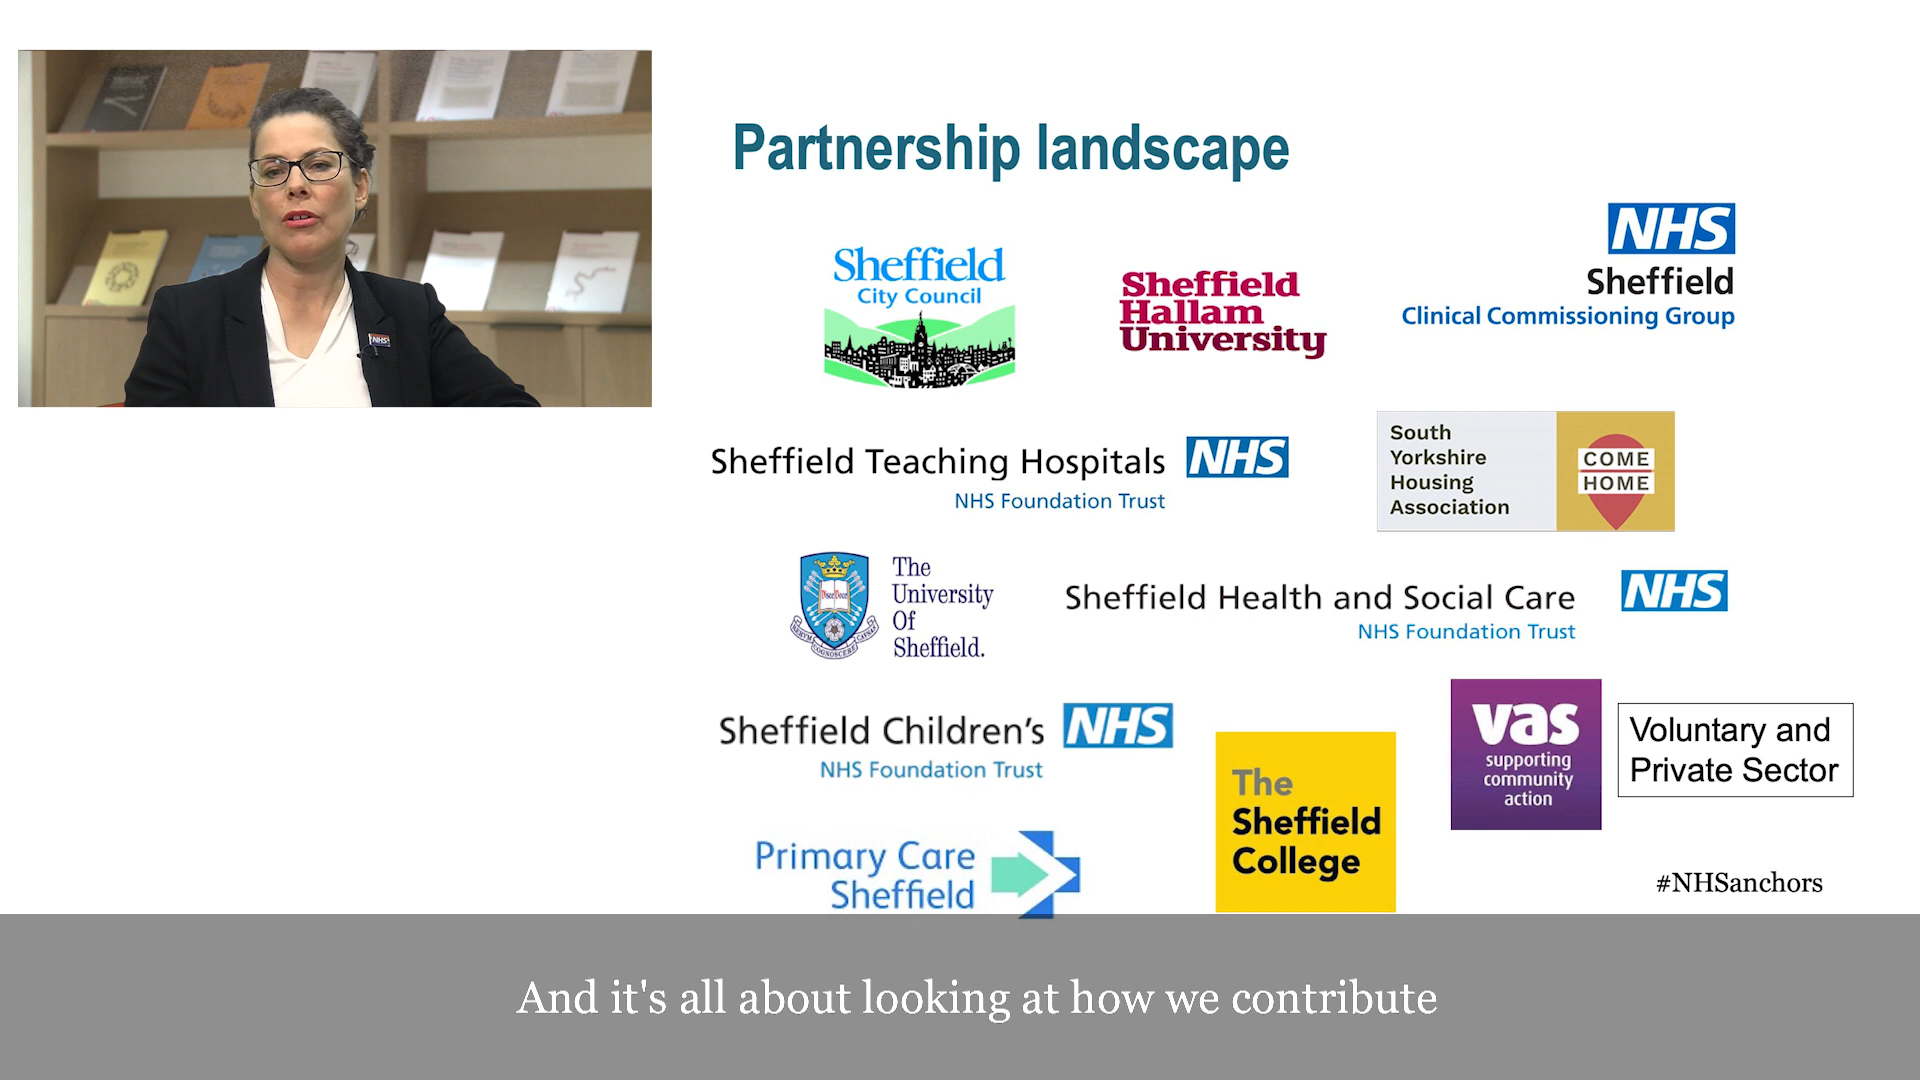 Partnership landscape
Sheffield
City Council
Sheffield
Hallam
University
NHS
Sheffield
Clinical Commissioning Group
Sheffield Teaching Hospitals NHS
NHS Foundation Trust
South
Yorkshire
Housing
Association
COME
HOME
The
University
Of
Sheffield.
Sheffield Health and Social Care NHS
NHS Foundation Trust
Sheffield Children's NHS
NHS Foundation Trust
The
Sheffield
College
vas
supporting
community
action
Voluntary and
Private Sector
Primary Care
Sheffield
#NHSanchors
NHS
And it's all about looking at how we contribute